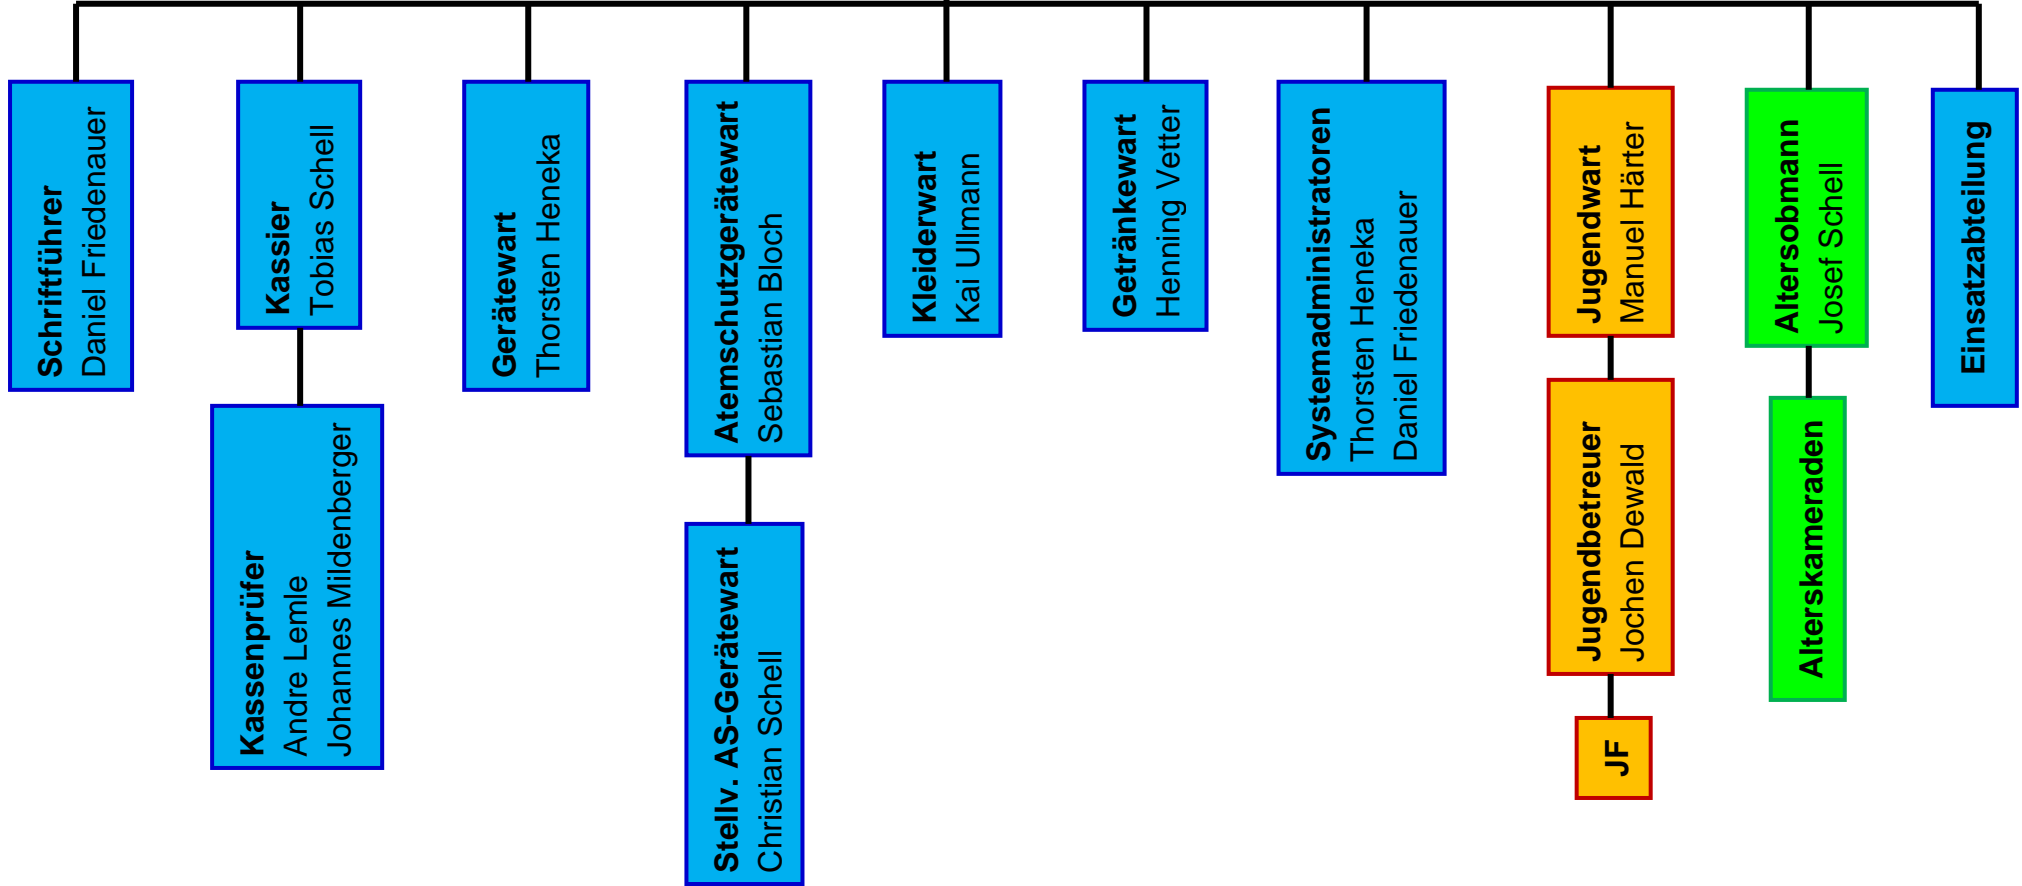 Schriftführer
Daniel Friedenauer
Kassier
Tobias Schell
Kassenprüfer
Andre Lemle
Johannes Mildenberger
Gerätewart
Thorsten Heneka
Atemschutzgerätewart
Sebastian Bloch
Stellv. AS-Gerätewart
Christian Schell
Kleiderwart
Kai Ullmann
Getränkewart
Henning Vetter
Systemadministratoren
Thorsten Heneka
Daniel Friedenauer
Jugendwart
Manuel Härter
Jugendbetreuer
Jochen Dewald
JF
Altersobmann
Josef Schell
Alterskameraden
Einsatzabteilung